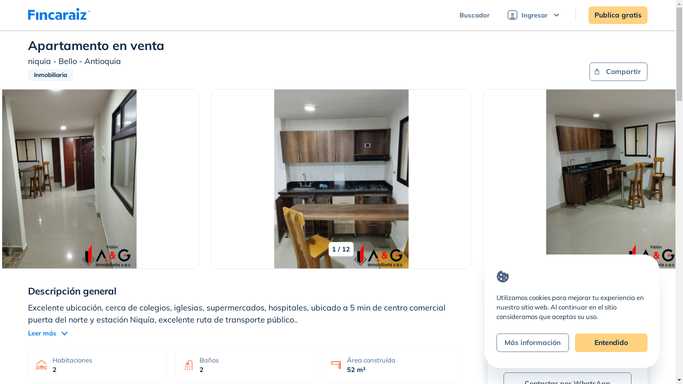 Fincaraiz
Buscador
Ingresar
Publica gratis
Apartamento en venta
niquia - Bello - Antioquia
Inmobiliaria
Compartir
A&G
Inmobiliaria S.A.S
A&G
Inmobiliaria S.A.S
A&G
1 / 12
Descripción general
Excelente ubicación, cerca de colegios, iglesias, supermercados, hospitales, ubicado a 5 min de centro comercial
puerta del norte y estación Niquía, excelente ruta de transporte público..
Leer más
Habitaciones
2
Baños
2
Área construida
52 m²
Utilizamos cookies para mejorar tu experiencia en
nuestro sitio web. Al continuar en el sitio
consideramos que aceptas su uso.
Más información
Entendido
Contactar por WhatsApp